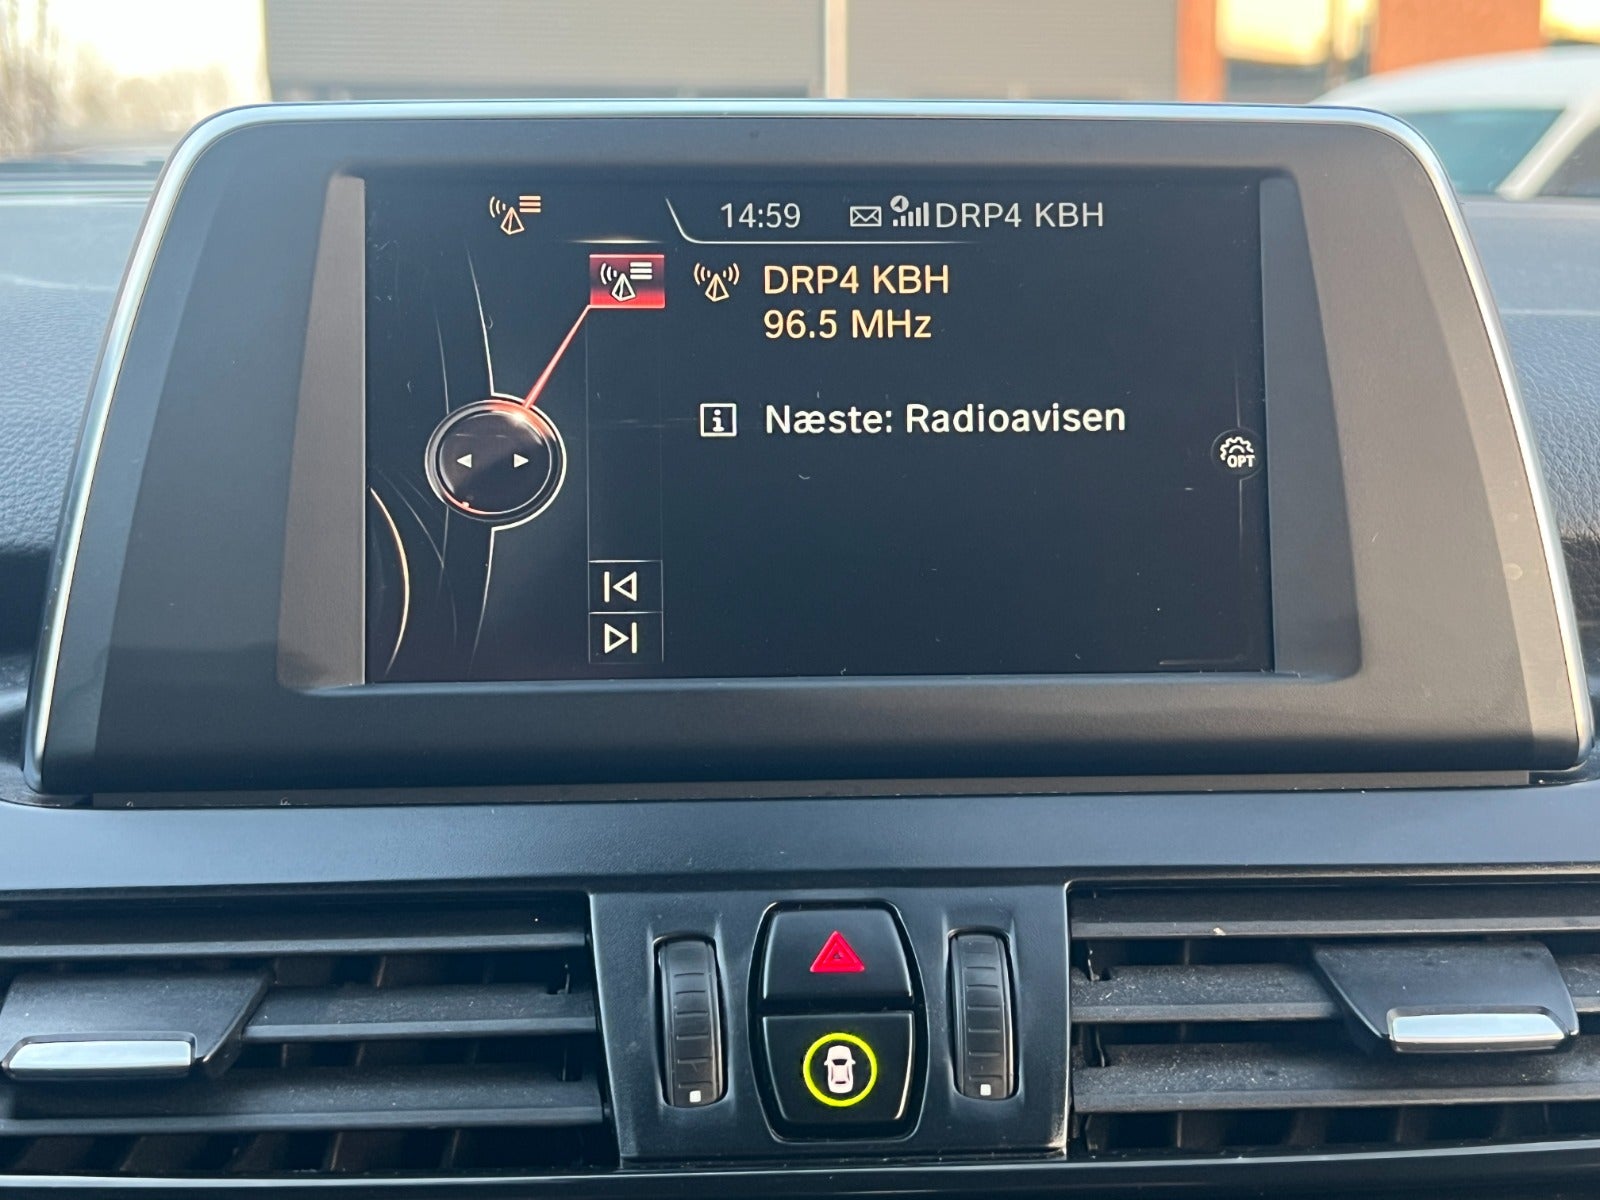 14:59 DRP4 KBH
DRP4 KBH
96.5 MHz
i Næste: Radioavisen
OPT